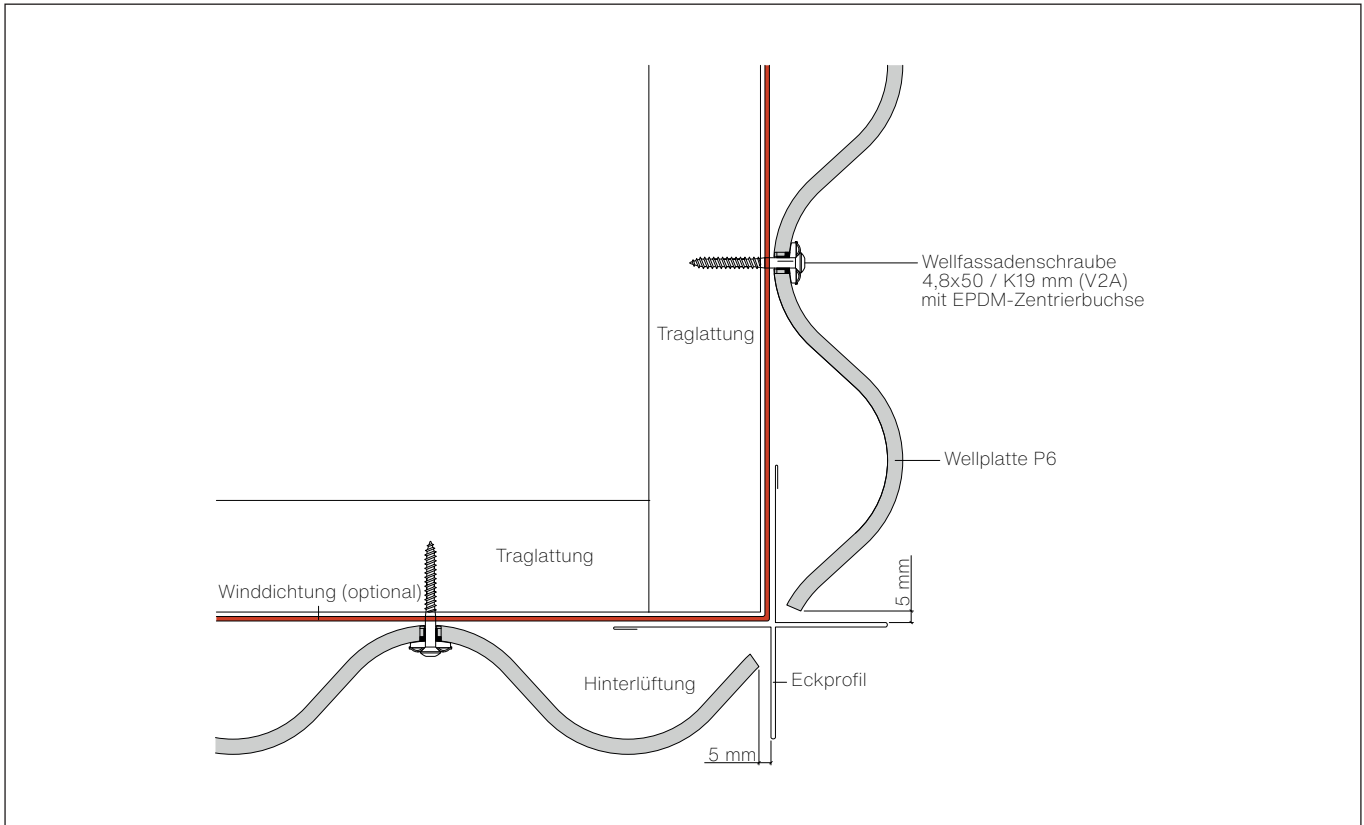 Wellfassadenschraube
4,8x50 / K19 mm (V2A)
mit EPDM-Zentrierbuchse
Traglattung
Wellplatte P6
Traglattung
Winddichtung (optional)
5 mm
Hinterlüftung
Eckprofil
5 mm